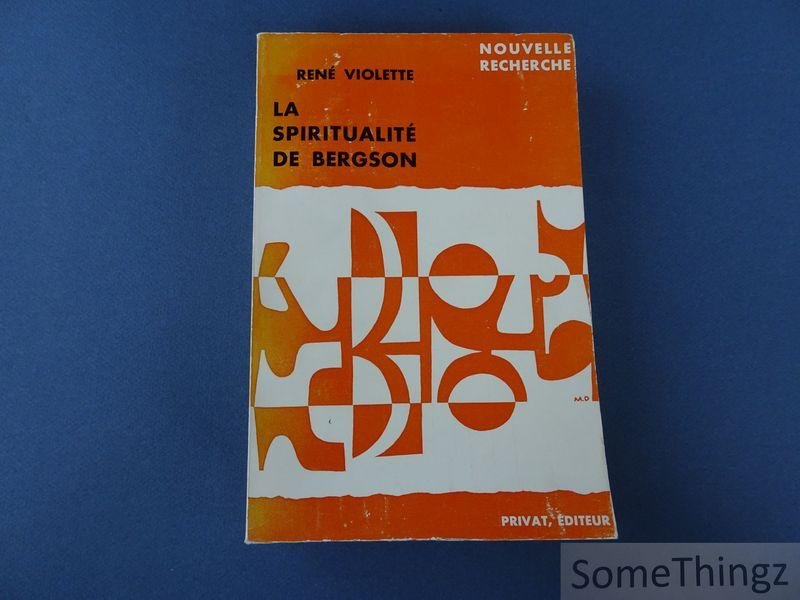 NOUVELLE
RECHERCHE
RENÉ VIOLETTE
LA
SPIRITUALITÉ
DE BERGSON
M.D
PRIVAT, ÉDITEUR
SomeThingz